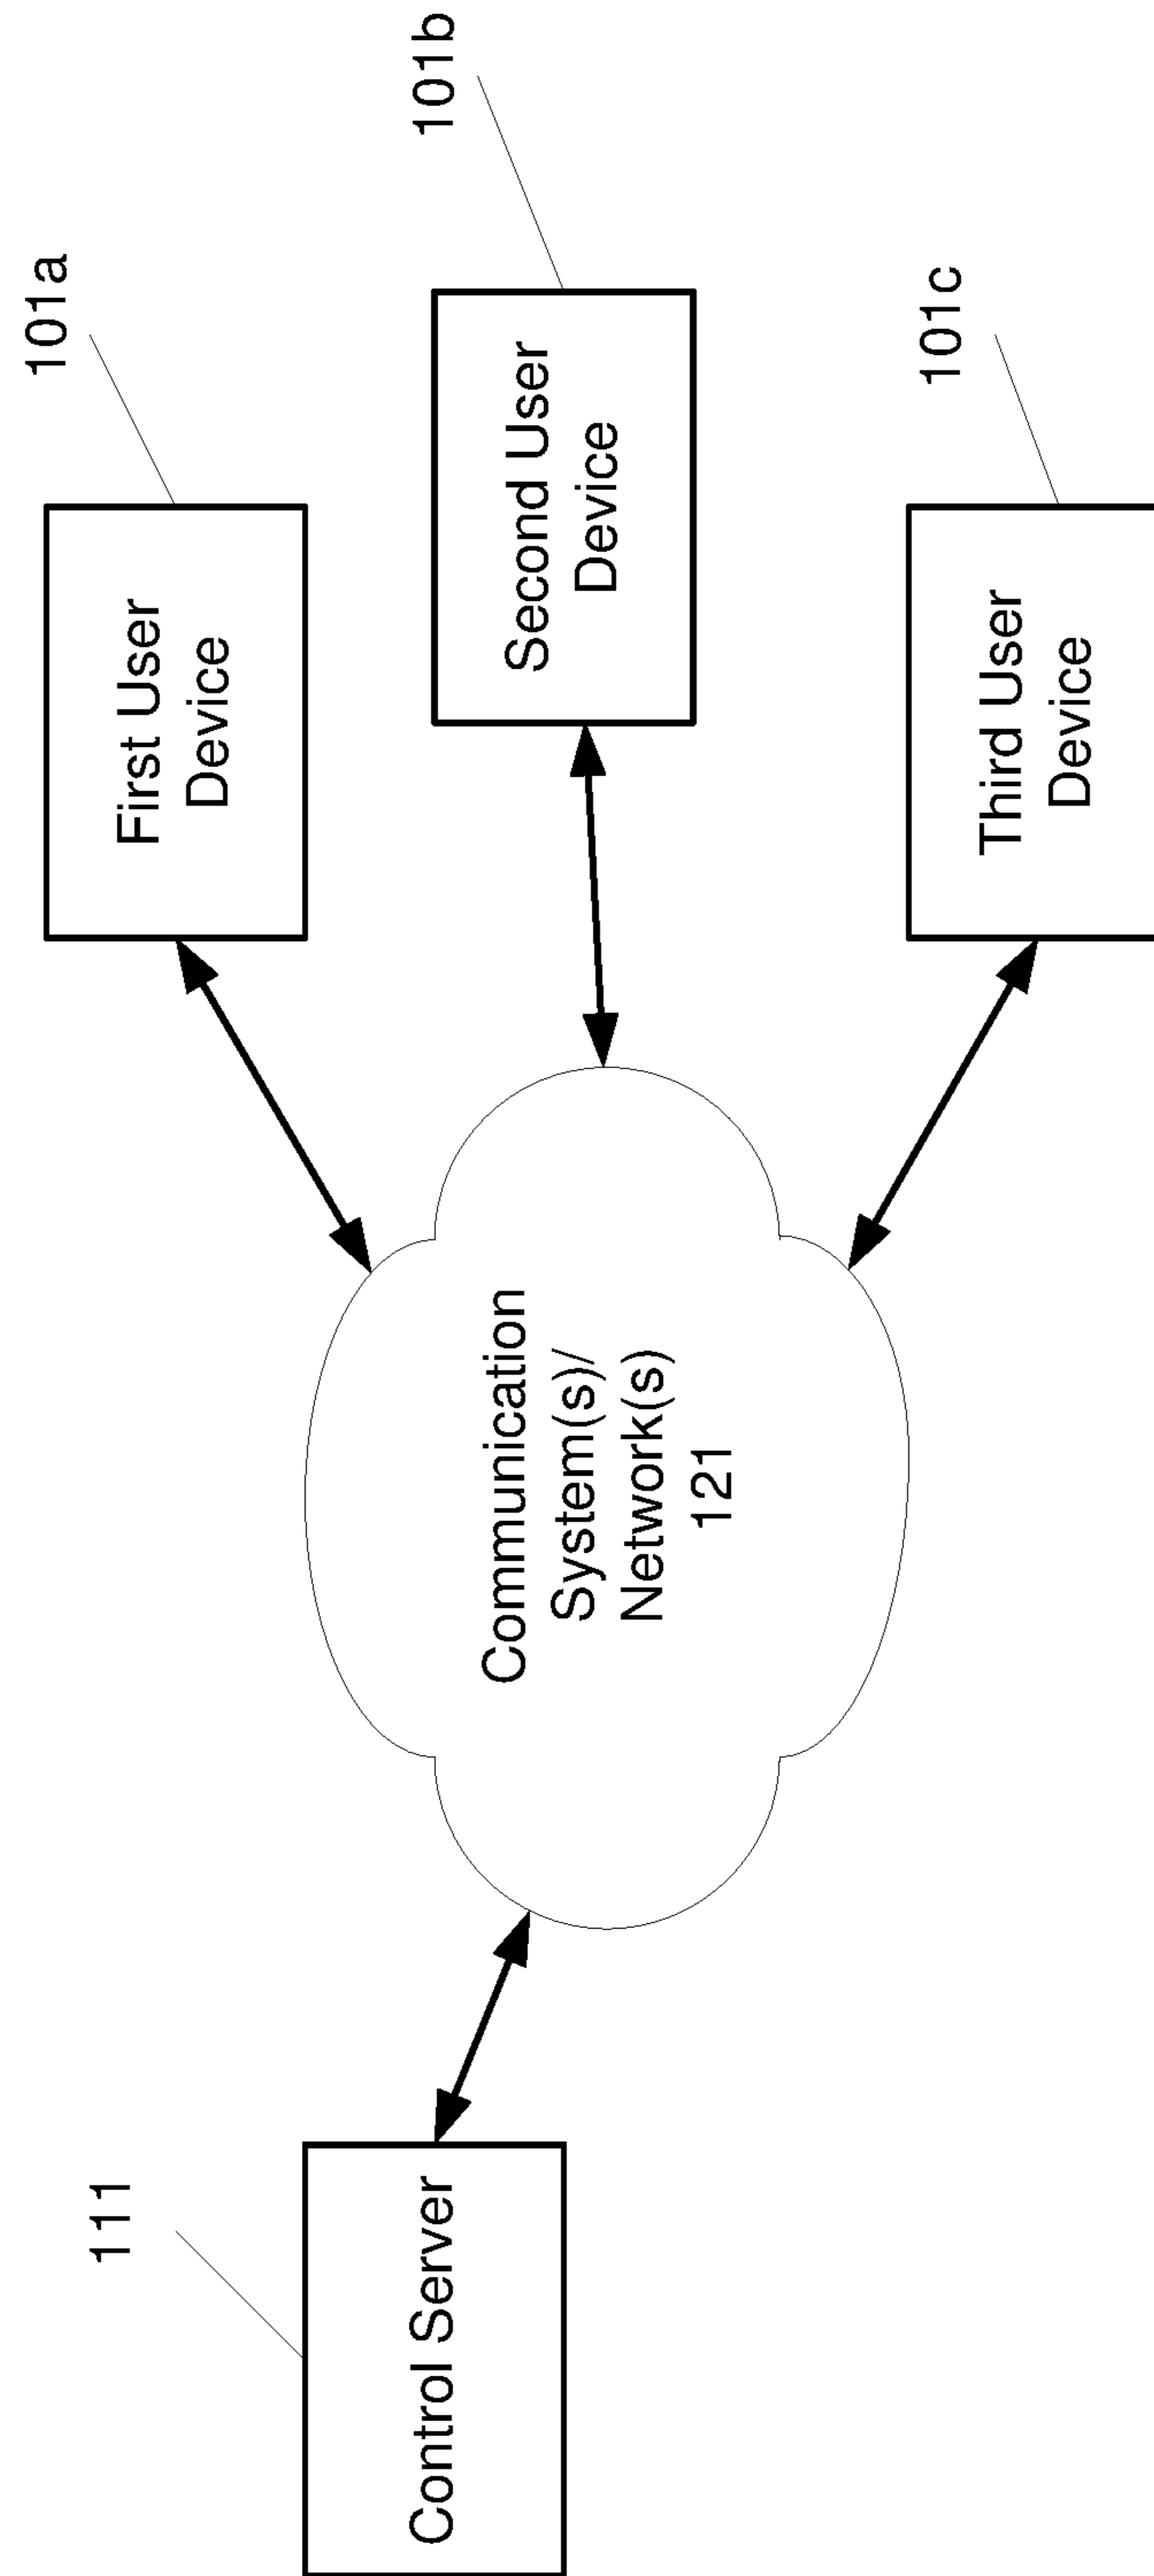 111
Control Server
Communication
System(s)/
Network(s)
121
101a
First User
Device
101b
Second User
Device
101c
Third User
Device